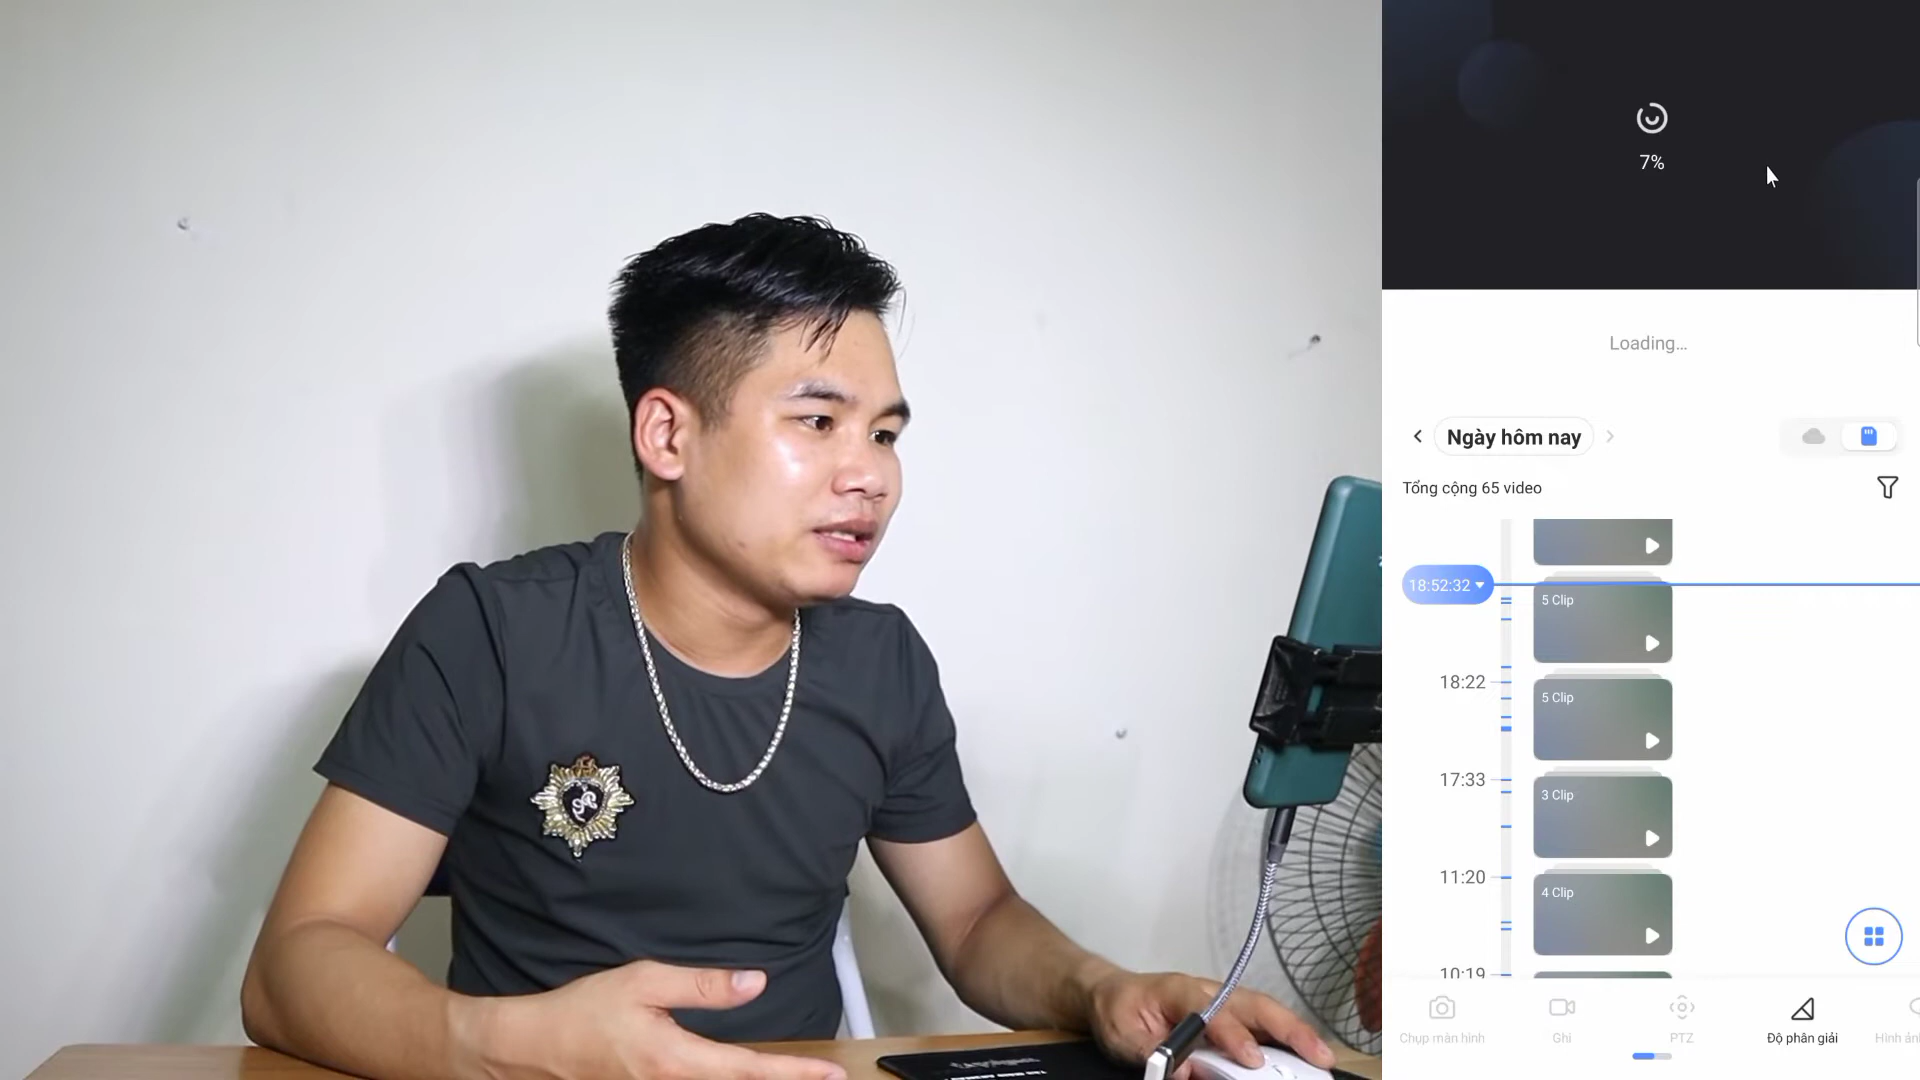 7%
Loading...
Ngày hôm nay
Tổng cộng 65 video
18:52:32
5 Clip
18:22
5 Clip
17:33
3 Clip
11:20
4 Clip
10:19
Chụp màn hình
Ghi
PTZ
Độ phân giải